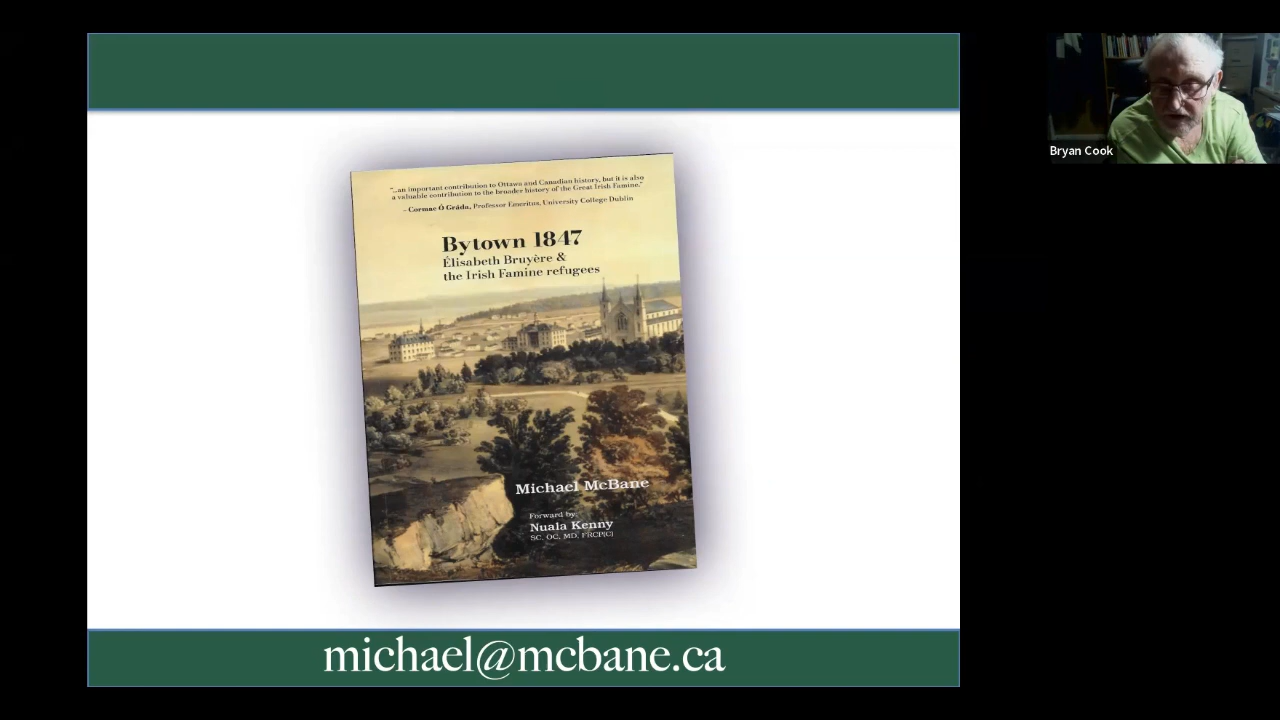 "...an important contribution to Ottawa and Canadian history, but it is also
a valuable contribution to the broader history of the Great Irish Famine."
– Cormac Ó Gráda, Professor Emeritus, University College Dublin
Bytown 1847
Élisabeth Bruyère &
the Irish Famine refugees
Michael McBane
Forward by:
Nuala Kenny
SC, OC, MD, FRCP(C)
michael@mcbane.ca
Bryan Cook